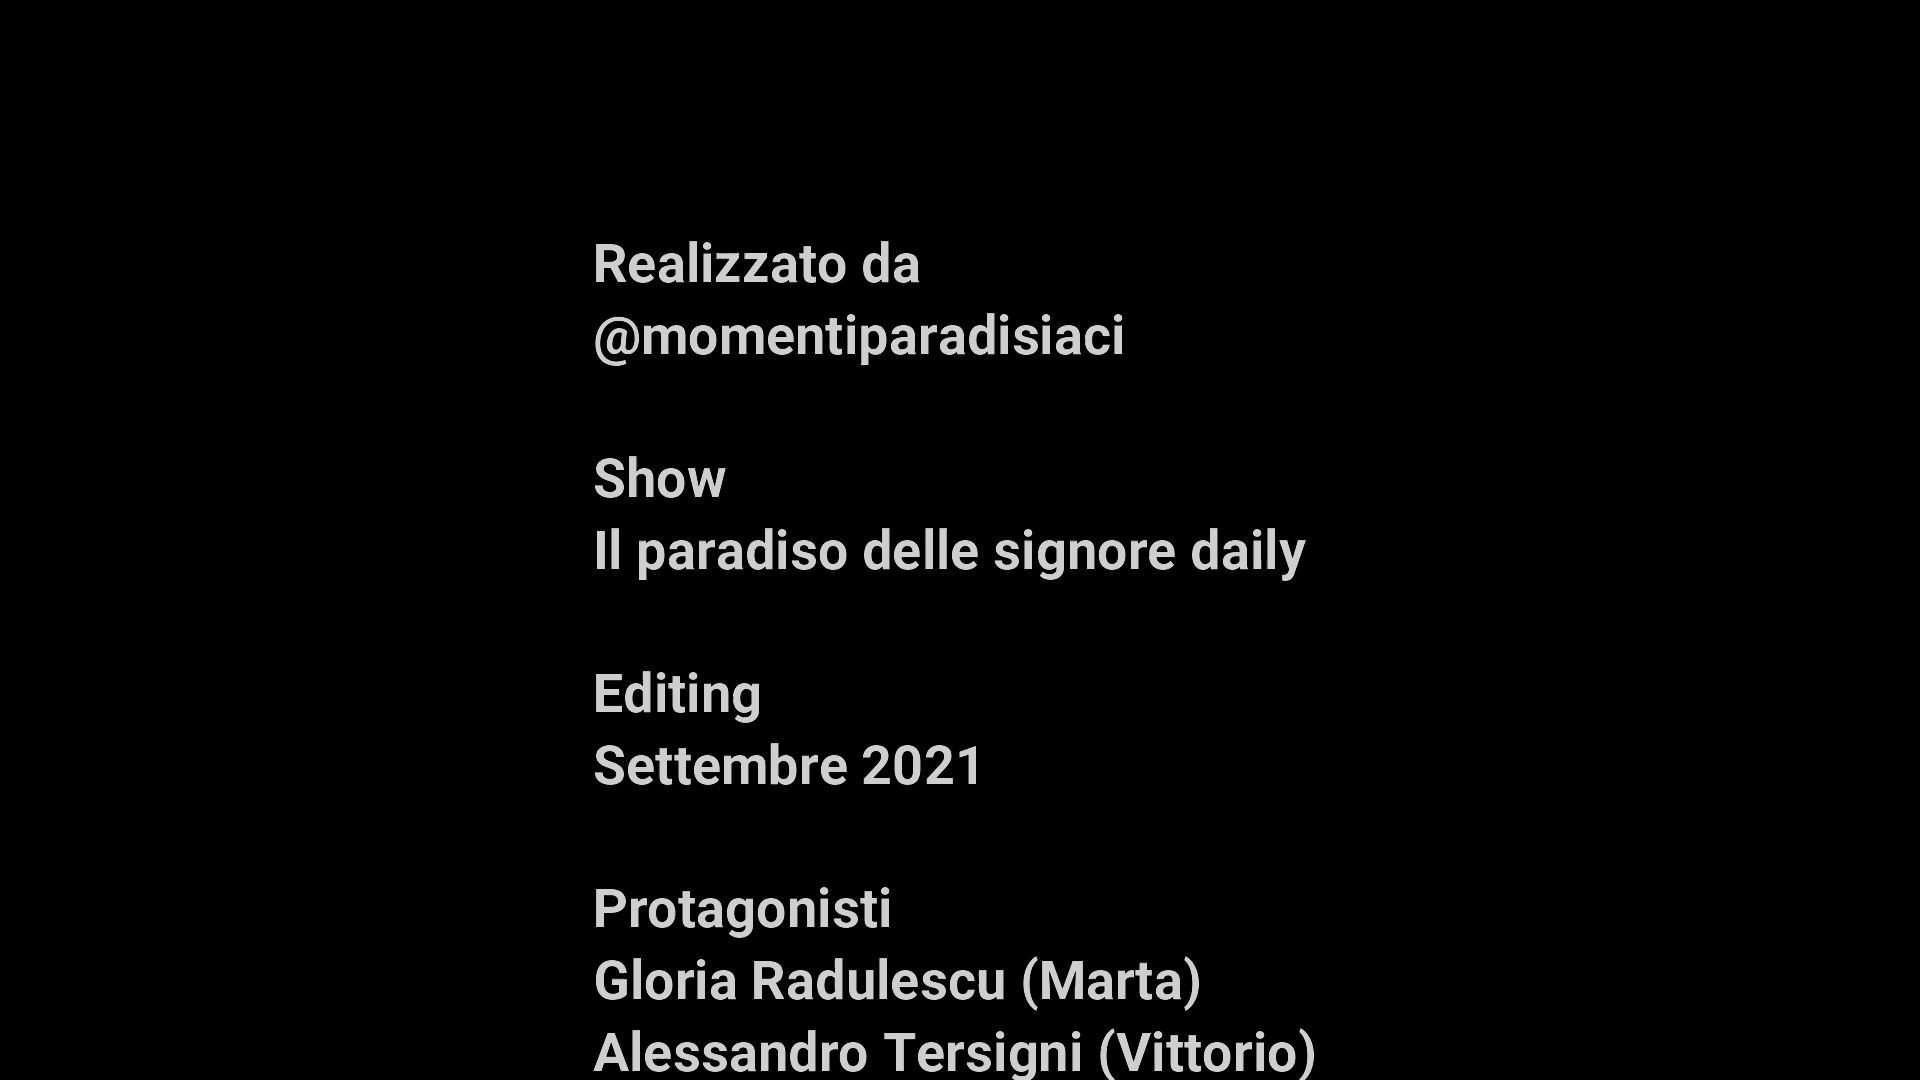 Realizzato da
@momentiparadisiaci
Show
Il paradiso delle signore daily
Editing
Settembre 2021
Protagonisti
Gloria Radulescu (Marta)
Alessandro Tersigni (Vittorio)